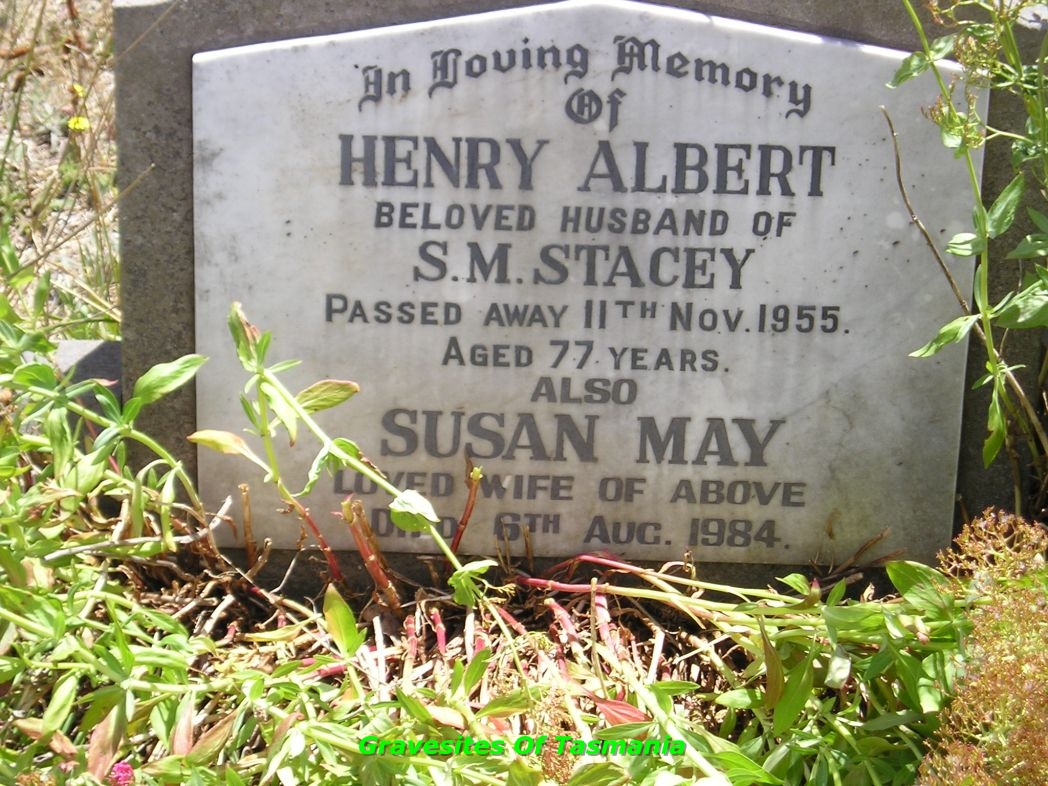 In Loving Memory
Of
HENRY ALBERT
BELOVED HUSBAND OF
S.M. STACEY
PASSED AWAY 11TH NOV. 1955.
AGED 77 YEARS.
ALSO
SUSAN MAY
LOVED WIFE OF ABOVE
DIED 6TH AUG. 1984.
Gravesites Of Tasmania